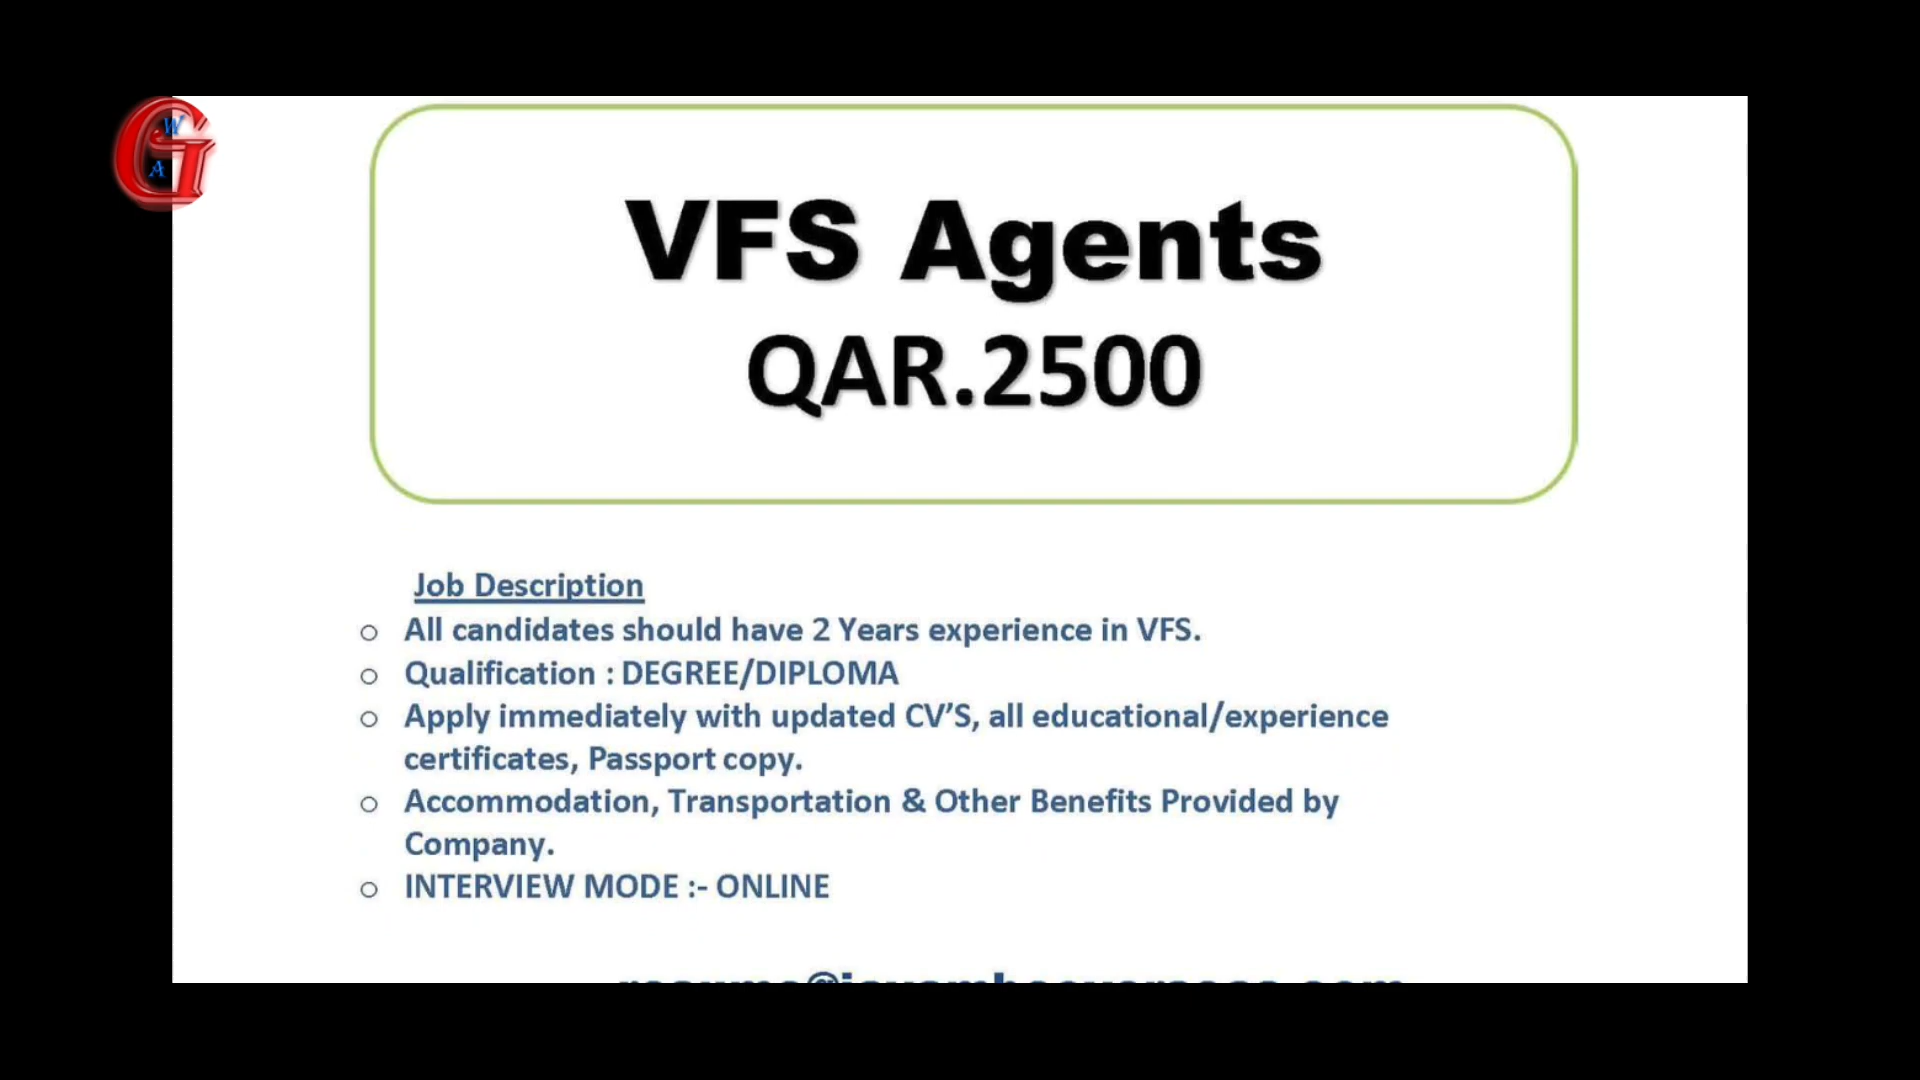 G
W
A
VFS Agents
QAR.2500
Job Description
o All candidates should have 2 Years experience in VFS.
o Qualification : DEGREE/DIPLOMA
o Apply immediately with updated CV’S, all educational/experience
certificates, Passport copy.
o Accommodation, Transportation & Other Benefits Provided by
Company.
o INTERVIEW MODE :- ONLINE